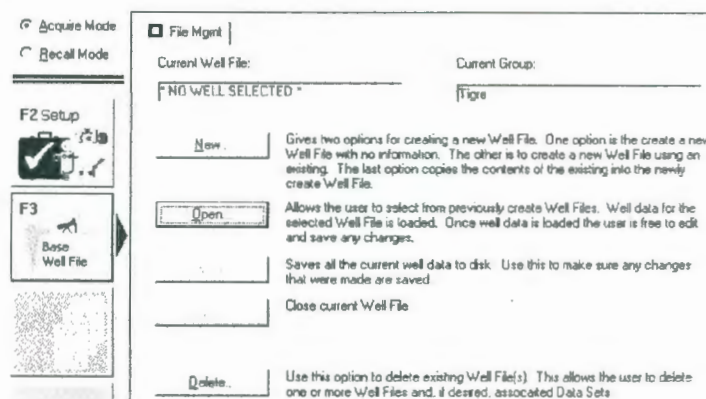 Acquire Mode
Recall Mode
File Mgmt
Current Well File:
Current Group:
* NO WELL SELECTED *
Tigre
F2 Setup
New..
Gives two options for creating a new Well File. One option is the create a new
Well File with no information. The other is to create a new Well File using an
existing. The last option copies the contents of the existing into the newly
create Well File.
F3
Base
Well File
Open..
Allows the user to select from previously create Well Files. Well data for the
selected Well File is loaded. Once well data is loaded the user is free to edit
and save any changes.
Saves all the current well data to disk. Use this to make sure any changes
that were made are saved
Close current Well File
Delete..
Use this option to delete existing Well File(s). This allows the user to delete
one or more Well Files and, if desired, associated Data Sets